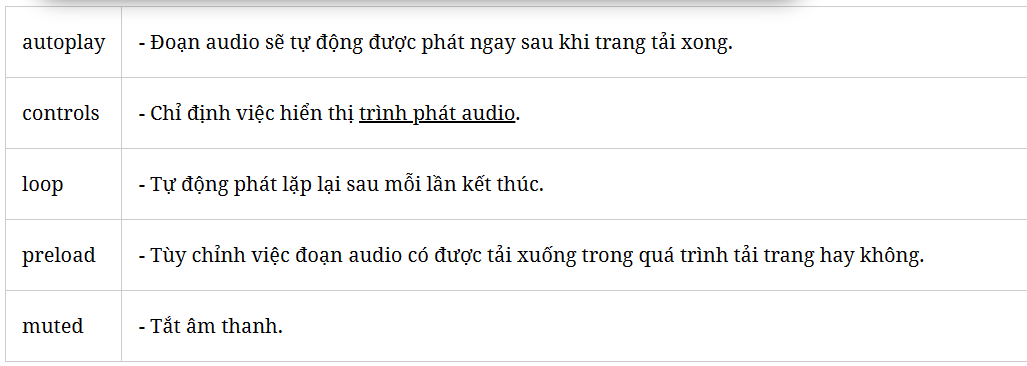 autoplay - Đoạn audio sẽ tự động được phát ngay sau khi trang tải xong.
controls - Chỉ định việc hiển thị trình phát audio.
loop - Tự động phát lặp lại sau mỗi lần kết thúc.
preload - Tùy chỉnh việc đoạn audio có được tải xuống trong quá trình tải trang hay không.
muted - Tắt âm thanh.